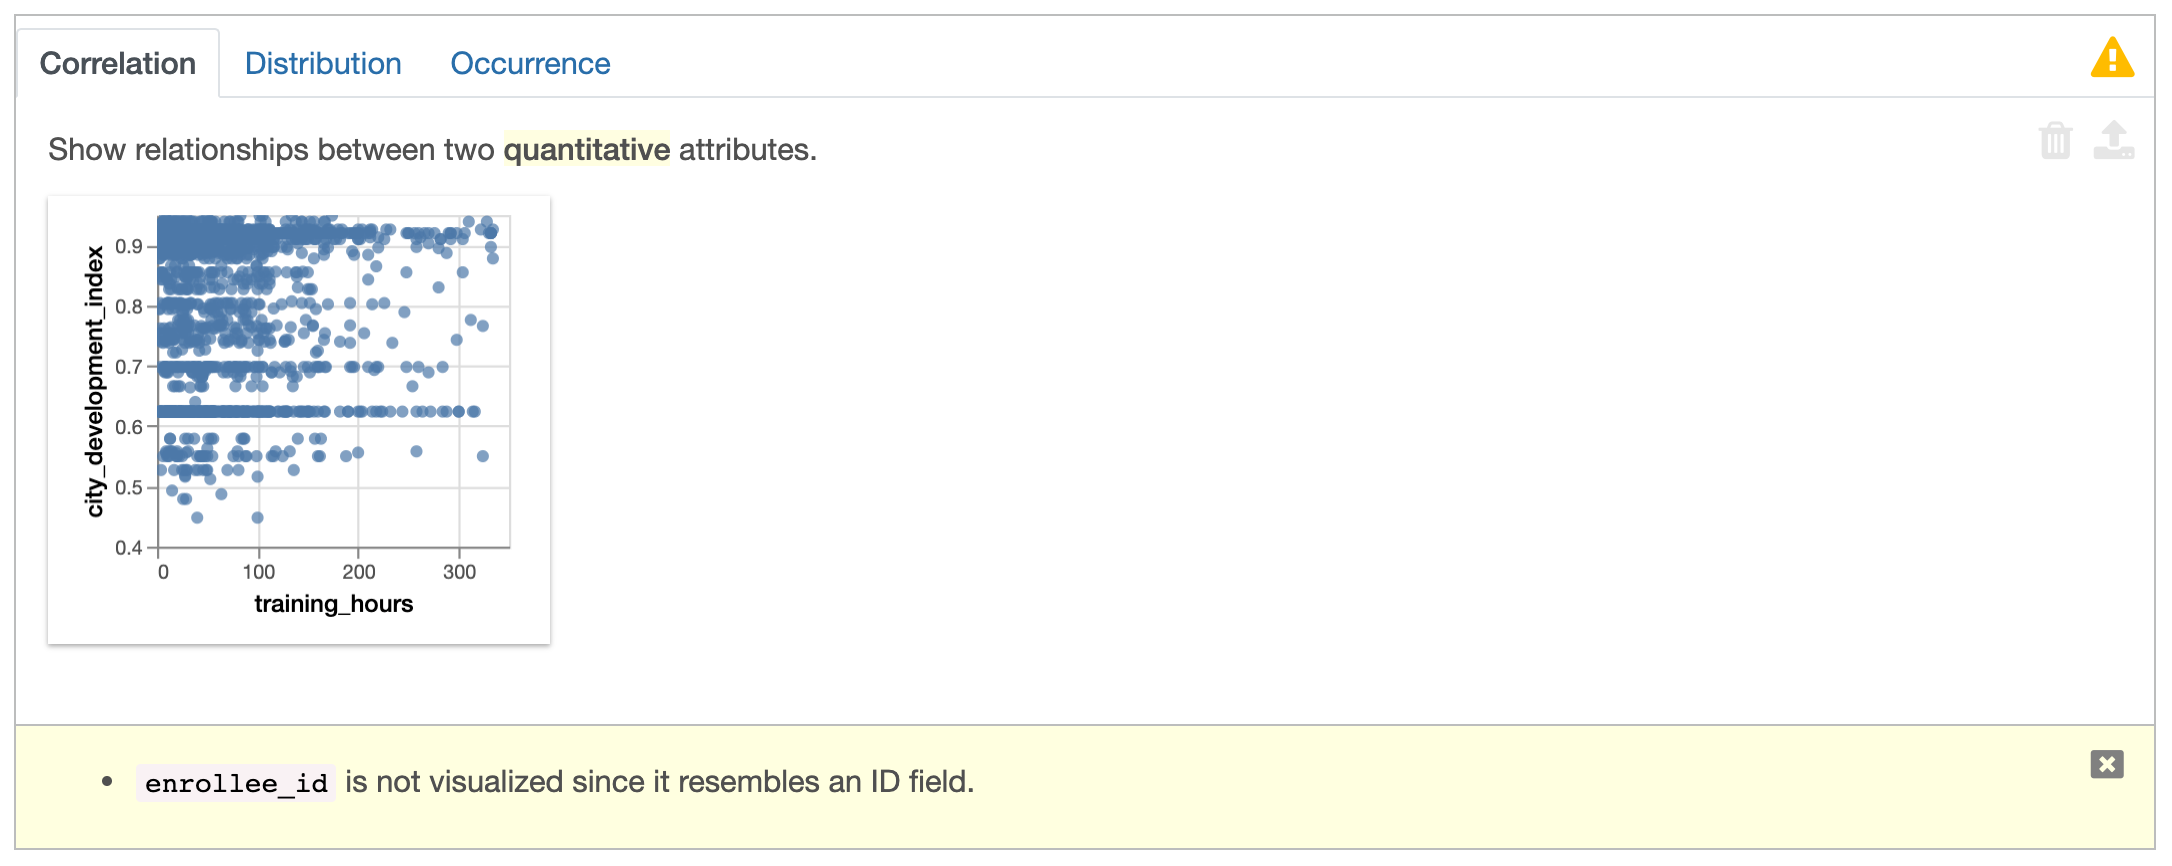 Correlation Distribution Occurrence
Show relationships between two quantitative attributes.
city_development_index
0.9
0.8
0.7
0.6
0.5
0.4
0 100 200 300
training_hours
• enrollee_id is not visualized since it resembles an ID field.